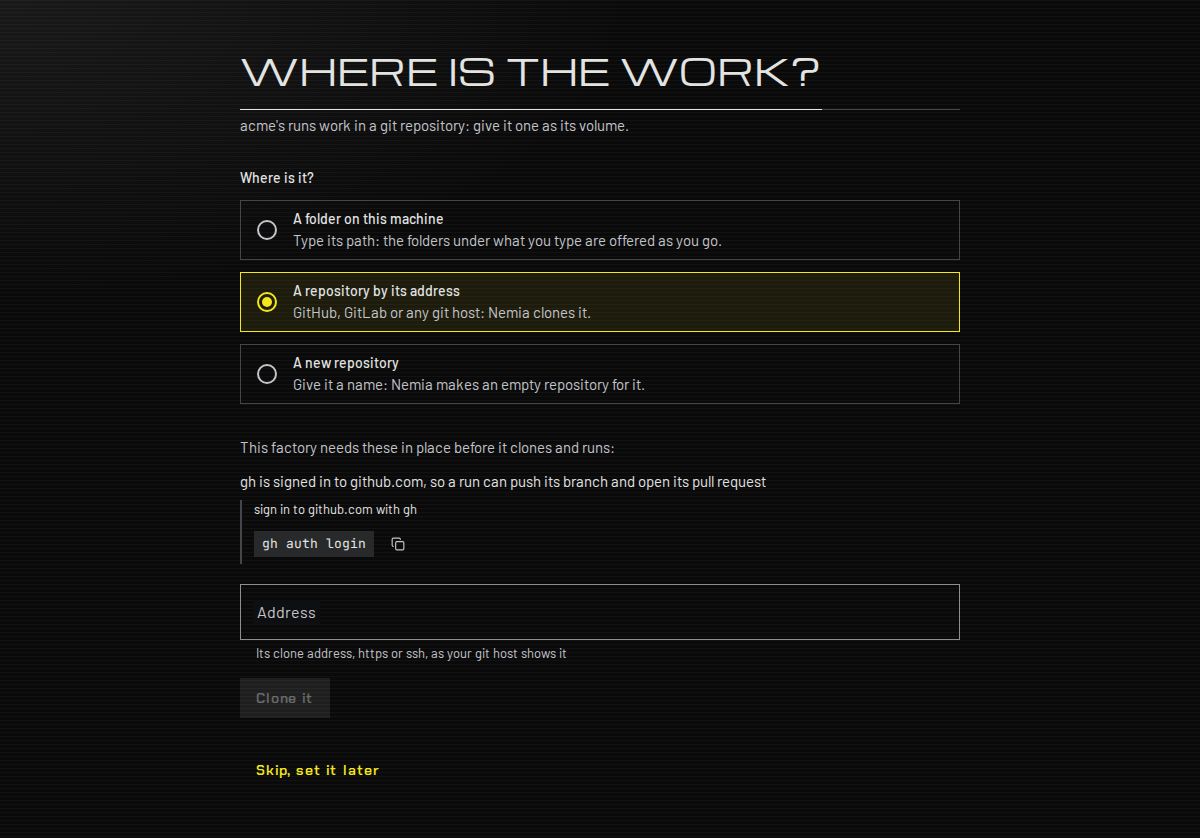 WHERE IS THE WORK?
acme's runs work in a git repository: give it one as its volume.
Where is it?
A folder on this machine
Type its path: the folders under what you type are offered as you go.
A repository by its address
GitHub, GitLab or any git host: Nemia clones it.
A new repository
Give it a name: Nemia makes an empty repository for it.
This factory needs these in place before it clones and runs:
gh is signed in to github.com, so a run can push its branch and open its pull request
sign in to github.com with gh
gh auth login
Address
Its clone address, https or ssh, as your git host shows it
Clone it
Skip, set it later